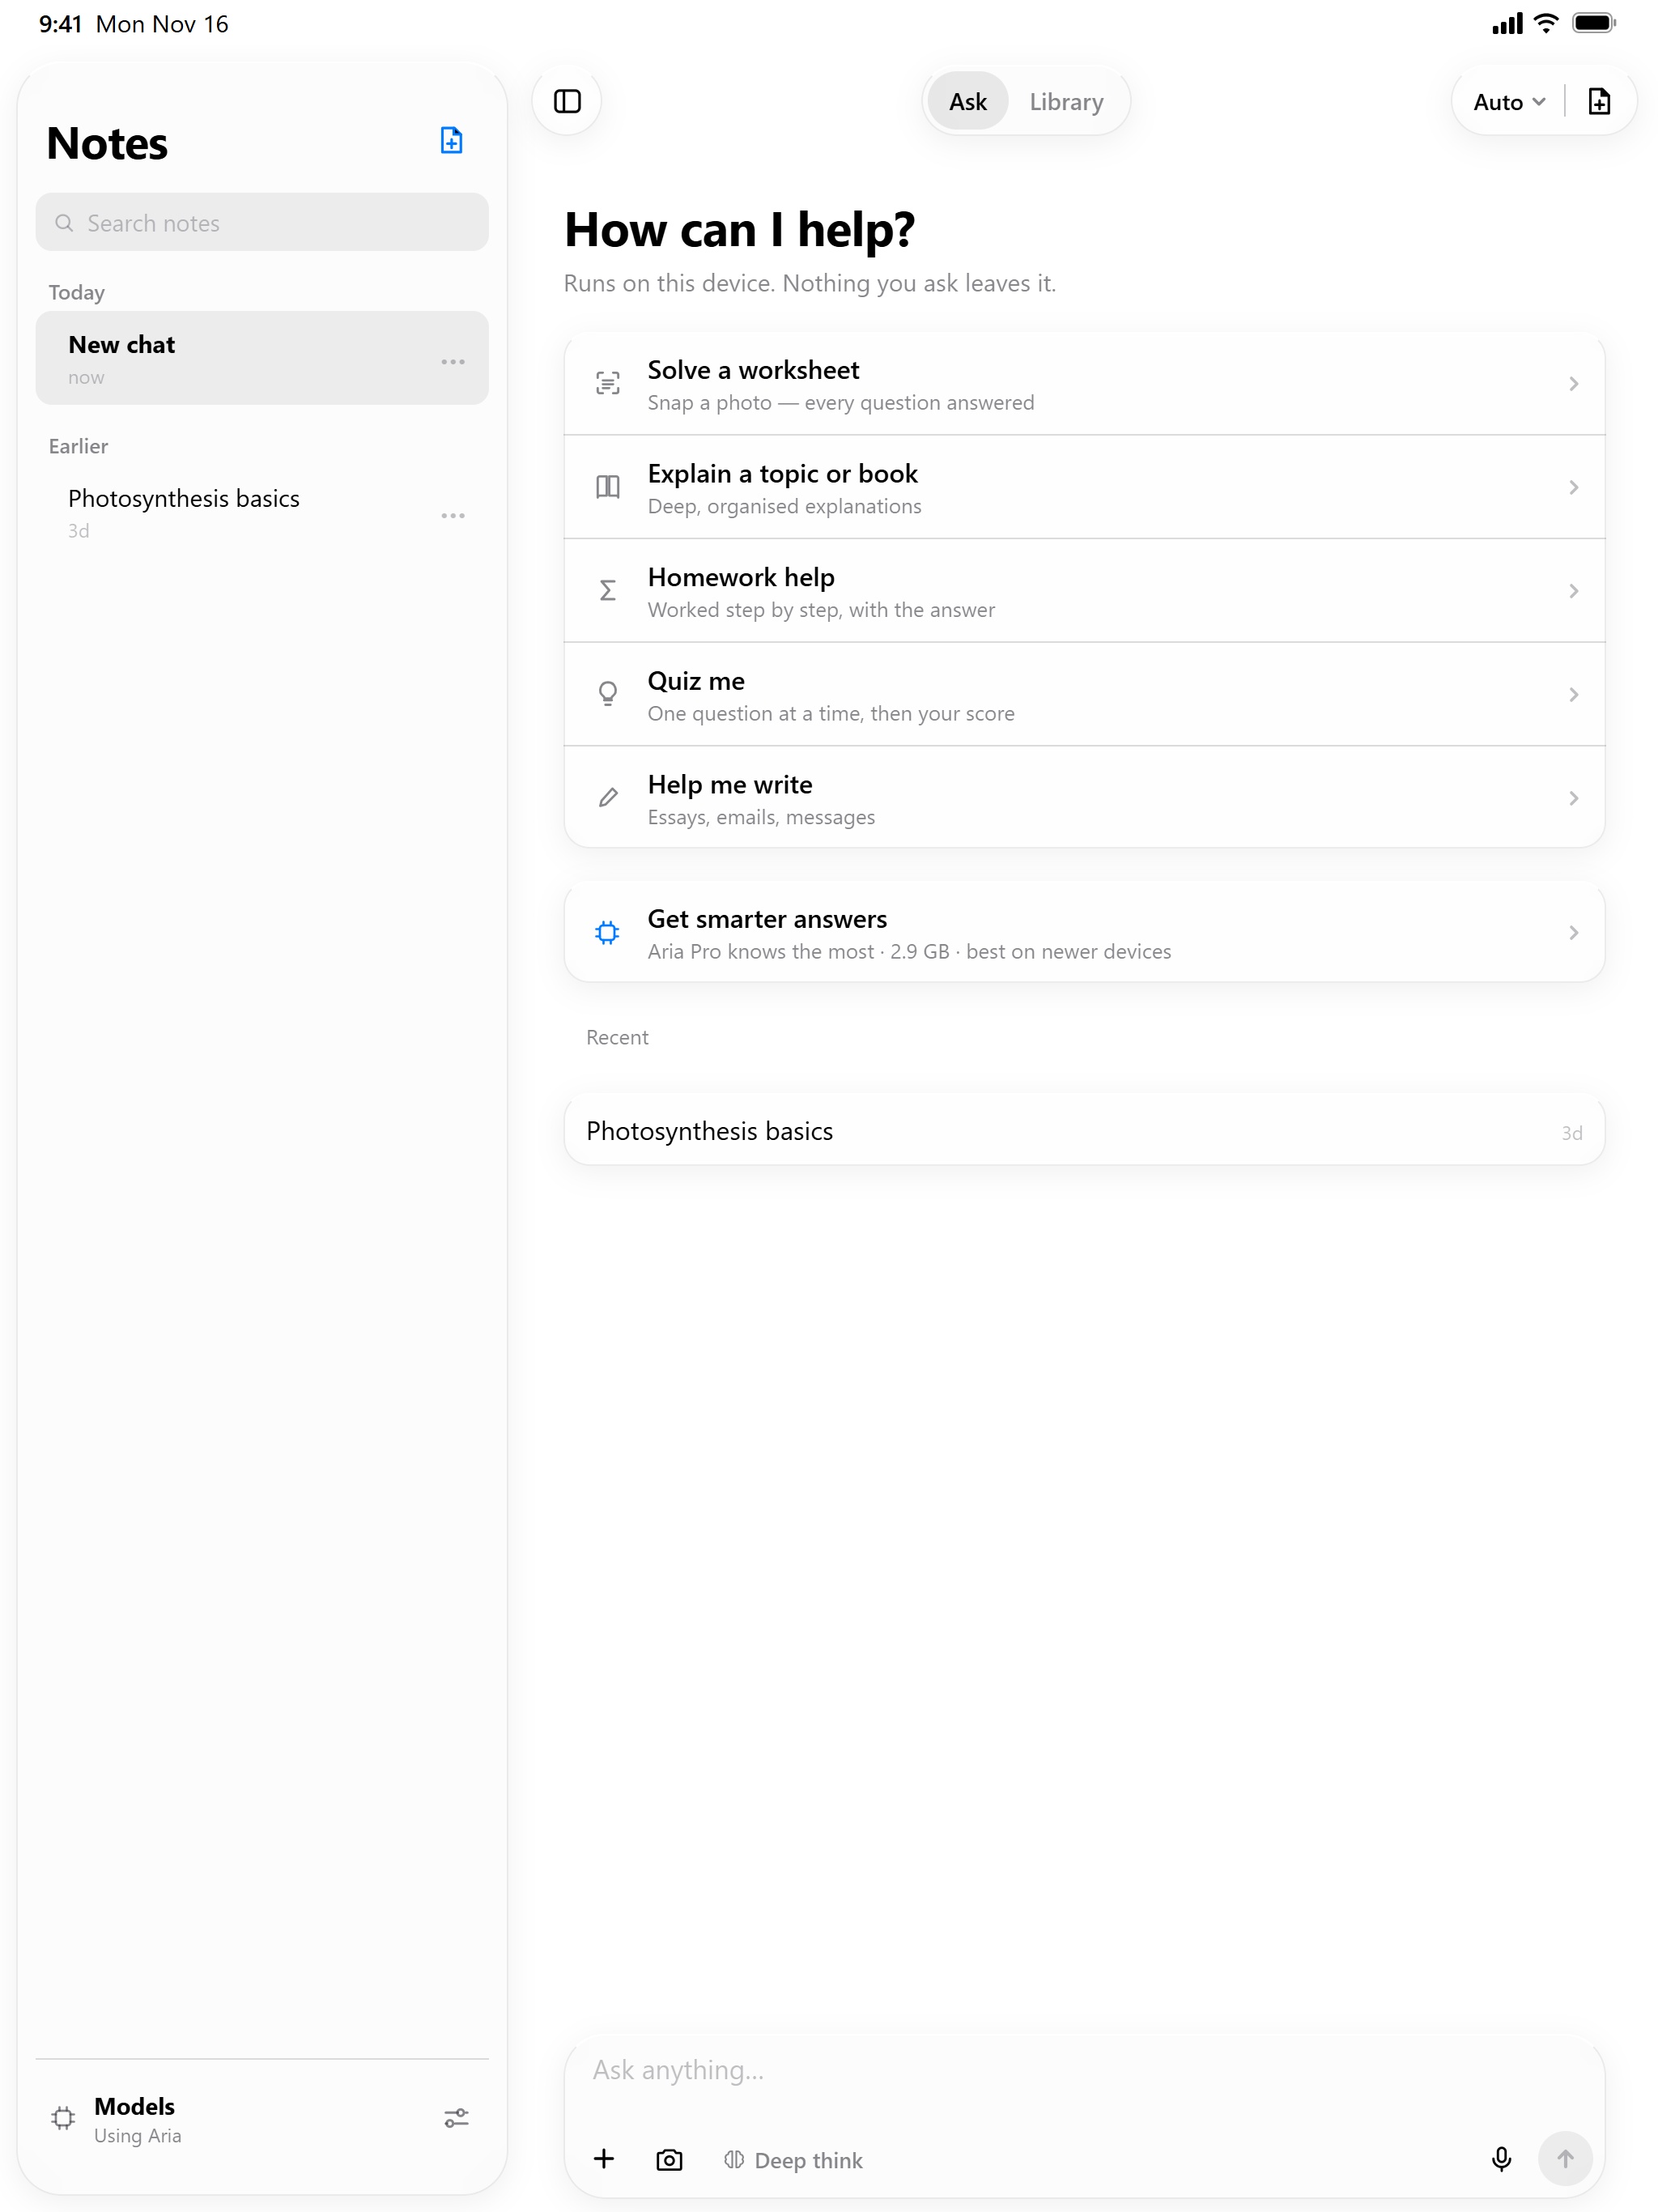 9:41 Mon Nov 16
Notes
Search notes
Today
New chat
now
Earlier
Photosynthesis basics
3d
Models
Using Aria
Ask
Library
Auto
How can I help?
Runs on this device. Nothing you ask leaves it.
Solve a worksheet
Snap a photo — every question answered
Explain a topic or book
Deep, organised explanations
Homework help
Worked step by step, with the answer
Quiz me
One question at a time, then your score
Help me write
Essays, emails, messages
Get smarter answers
Aria Pro knows the most · 2.9 GB · best on newer devices
Recent
Photosynthesis basics
3d
Ask anything...
Deep think